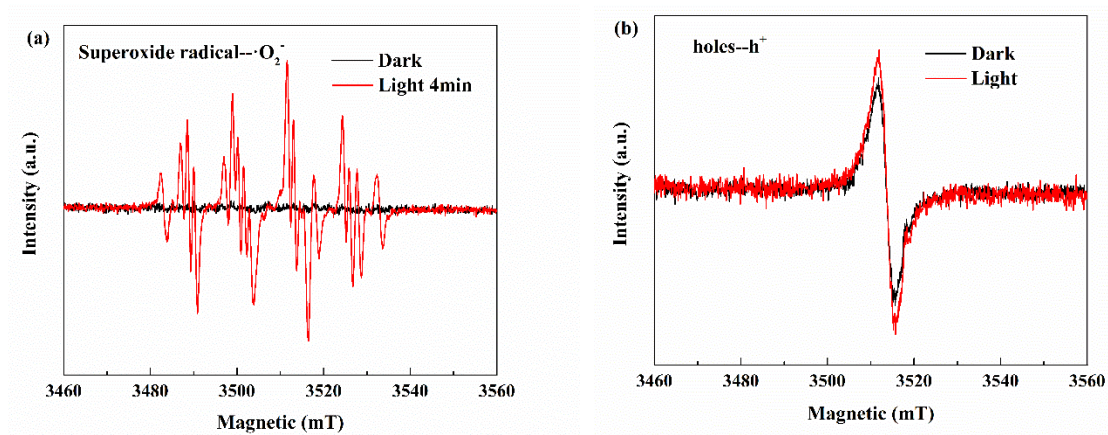 (a)
Superoxide radical--·O₂⁻
Dark
Light 4min
Intensity (a.u.)
3460 3480 3500 3520 3540 3560
Magnetic (mT)
(b)
holes--h⁺
Dark
Light
Intensity (a.u.)
3460 3480 3500 3520 3540 3560
Magnetic (mT)